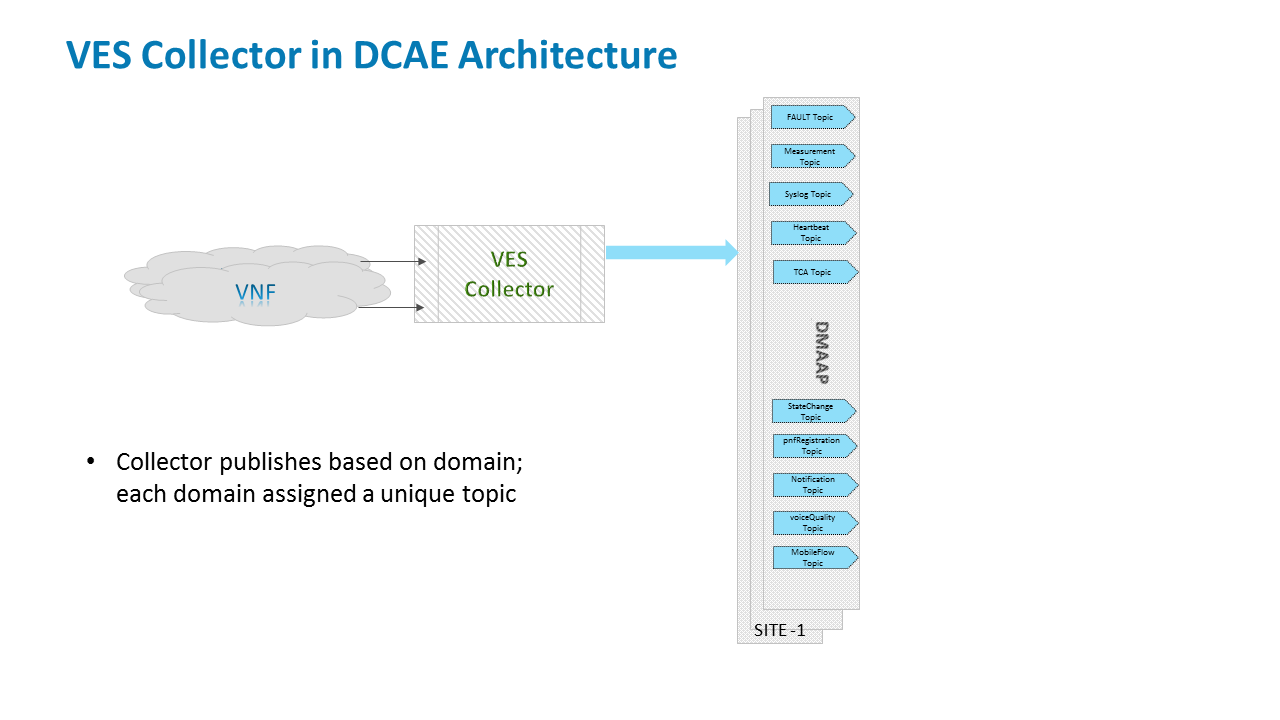 VES Collector in DCAE Architecture
FAULT Topic
Measurement
Topic
Syslog Topic
Heartbeat
Topic
TCA Topic
VES
Collector
VNF
DMAAP
StateChange
Topic
pnfRegistration
Topic
Notification
Topic
voiceQuality
Topic
MobileFlow
Topic
• Collector publishes based on domain;
each domain assigned a unique topic
SITE -1